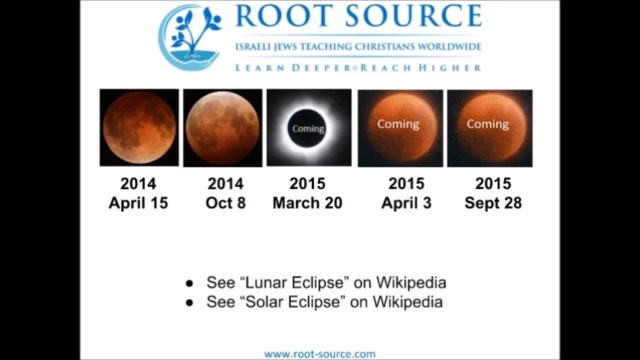 ROOT SOURCE
ISRAELI JEWS TEACHING CHRISTIANS WORLDWIDE
LEARN DEEPER REACH HIGHER
Coming Coming Coming
2014 2014 2015 2015 2015
April 15 Oct 8 March 20 April 3 Sept 28
● See “Lunar Eclipse” on Wikipedia
● See “Solar Eclipse” on Wikipedia
www.root-source.com